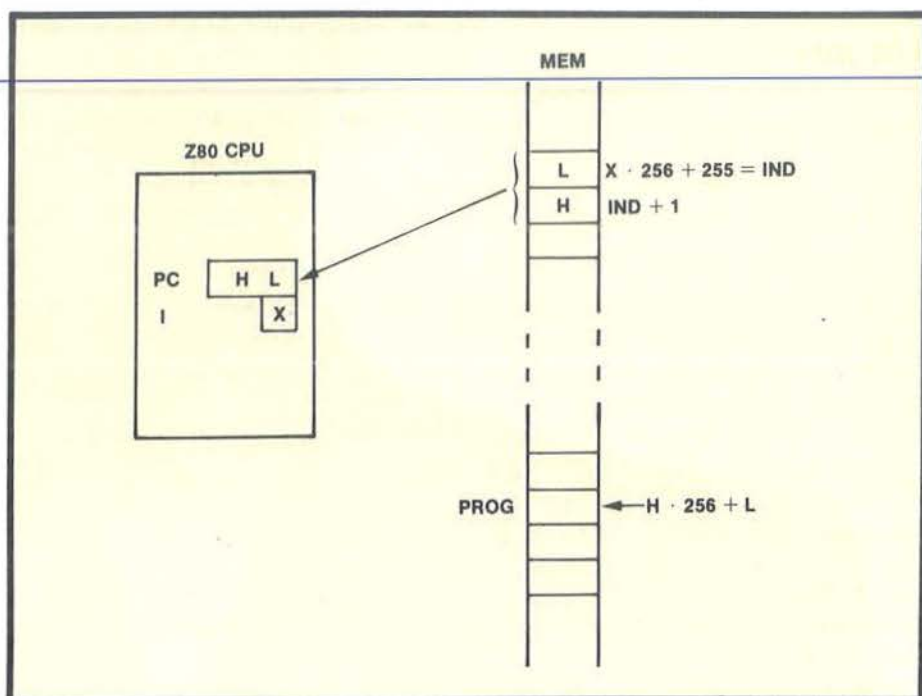 MEM
Z80 CPU
L X · 256 + 255 = IND
H IND + 1
PC H L
I X
PROG H · 256 + L